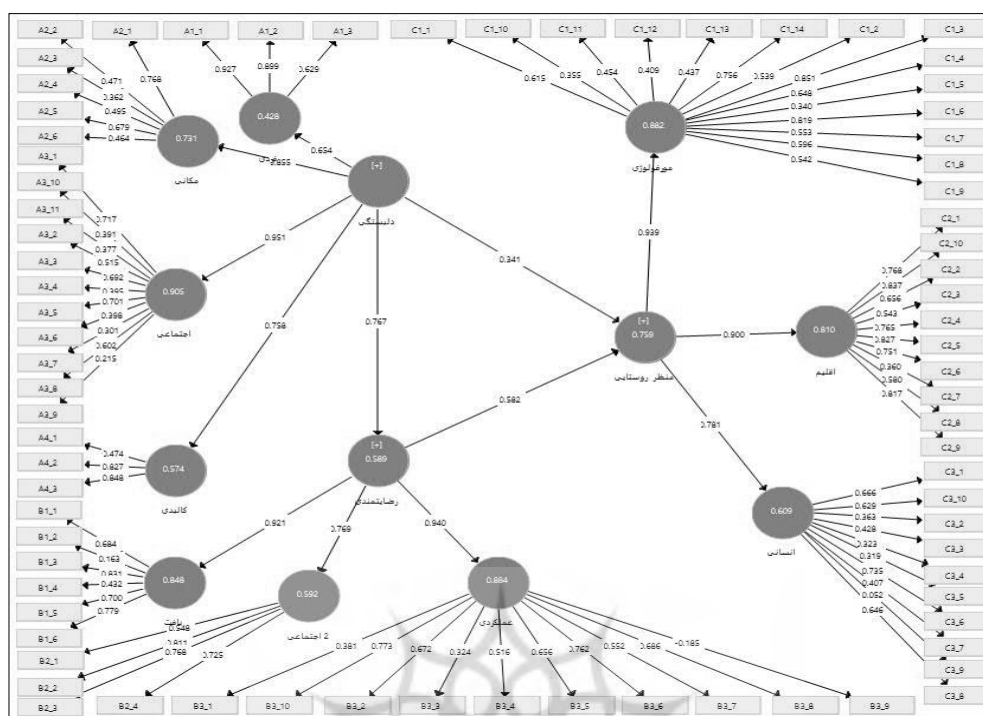 A2_2
A2_1
A1_1
A1_2
A1_3
C1_1
C1_10
C1_11
C1_12
C1_13
C1_14
C1_2
C1_3
A2_3
A2_4
A2_5
A2_6
A3_1
A3_10
A3_11
A3_2
A3_3
A3_4
A3_5
A3_6
A3_7
A3_8
A3_9
A4_1
A4_2
A4_3
B1_1
B1_2
B1_3
B1_4
B1_5
B1_6
B2_1
B2_2
B2_3
0.471
0.768
0.362
0.495
0.679
0.464
0.731
مکانی
0.927
0.899
0.629
0.428
فردی
0.654
0.855
[+]
دلبستگی
0.615
0.355
0.454
0.409
0.437
0.756
0.539
0.851
0.648
0.340
0.819
0.553
0.596
0.542
0.882
مورفولوژی
C1_4
C1_5
C1_6
C1_7
C1_8
C1_9
0.717
0.391
0.377
0.515
0.692
0.395
0.701
0.398
0.301
0.602
0.215
0.905
اجتماعی
0.951
0.758
0.767
0.341
0.939
[+]
0.759
منظر روستایی
0.900
0.781
0.582
0.768
0.837
0.656
0.543
0.765
0.827
0.751
0.360
0.580
0.817
0.810
اقلیم
C2_1
C2_10
C2_2
C2_3
C2_4
C2_5
C2_6
C2_7
C2_8
C2_9
0.474
0.827
0.848
0.574
کالبدی
[+]
0.589
رضایتمندی
0.921
0.769
0.940
0.666
0.629
0.363
0.428
0.323
0.319
0.735
0.407
0.052
0.646
0.609
انسانی
C3_1
C3_10
C3_2
C3_3
C3_4
C3_5
C3_6
C3_7
C3_9
C3_8
0.684
0.163
0.831
0.432
0.700
0.779
0.848
بافت
0.548
0.811
0.768
0.725
0.592
اجتماعی 2
0.884
عملکردی
0.381
0.773
0.672
0.324
0.516
0.656
0.762
0.552
0.686
-0.185
B2_4
B3_1
B3_10
B3_2
B3_3
B3_4
B3_5
B3_6
B3_7
B3_8
B3_9